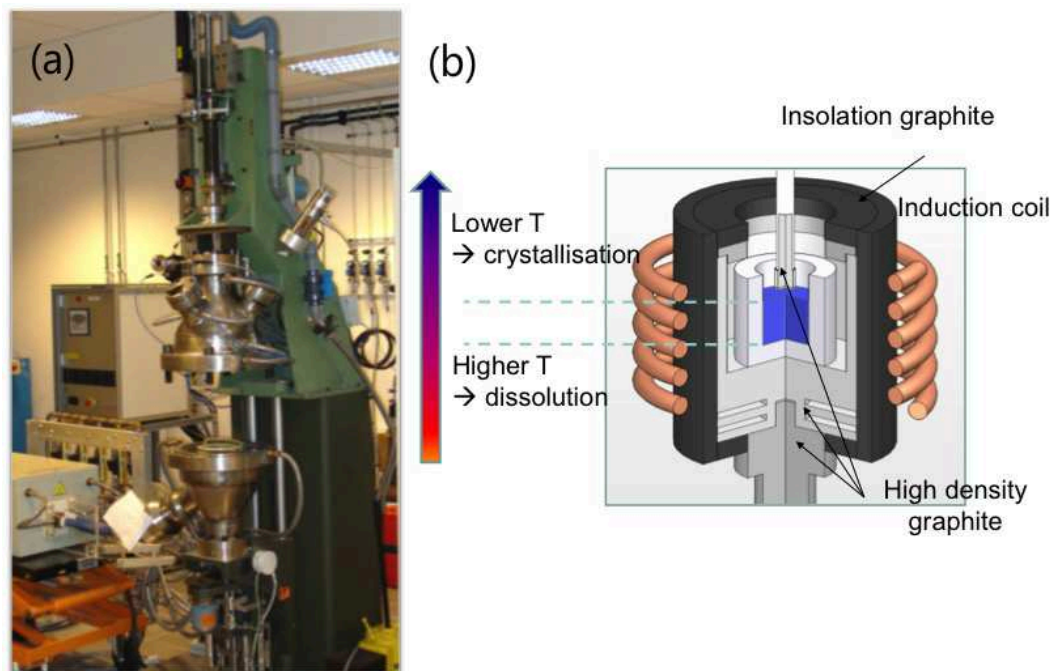 (a)
(b)
Insolation graphite
Induction coil
Lower T
→ crystallisation
Higher T
→ dissolution
High density
graphite